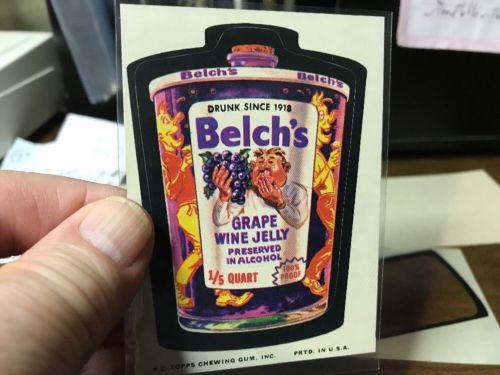 Belch's Belch's
DRUNK SINCE 1918
Belch's
GRAPE
WINE JELLY
PRESERVED
IN ALCOHOL
1/5 QUART
100%
PROOF
© TOPPS CHEWING GUM, INC. PRTD. IN U.S.A.